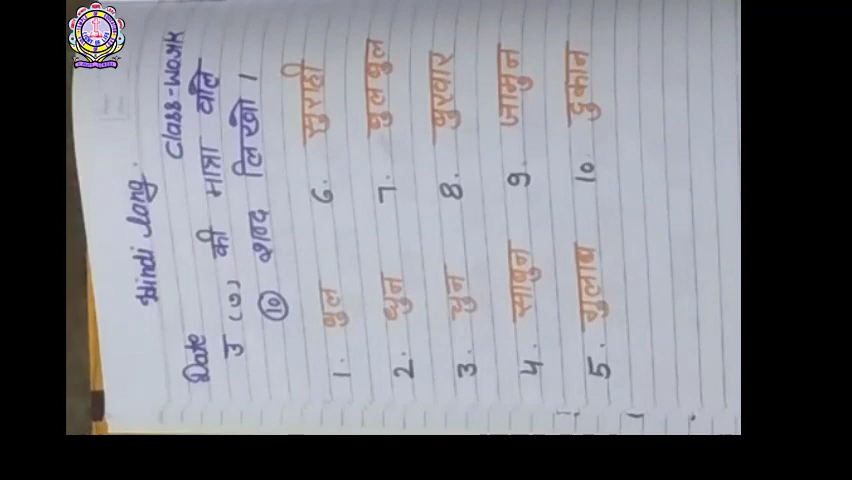 Hindi lang.
Date Class-Work
उ (ु) की मात्रा वाले
⑩ शब्द लिखो ।
1. थुल 6. सुराही
2. धुन 7. बुलबुल
3. चुन 8. बुखार
4. साबुन 9. जामुन
5. गुलाब 10. दुकान